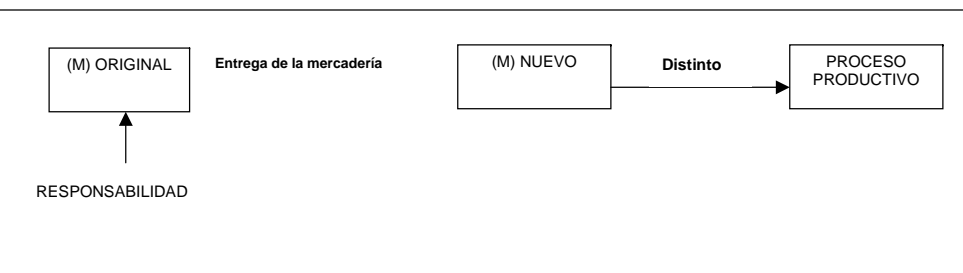 (M) ORIGINAL
Entrega de la mercadería
(M) NUEVO
Distinto
PROCESO
PRODUCTIVO
RESPONSABILIDAD